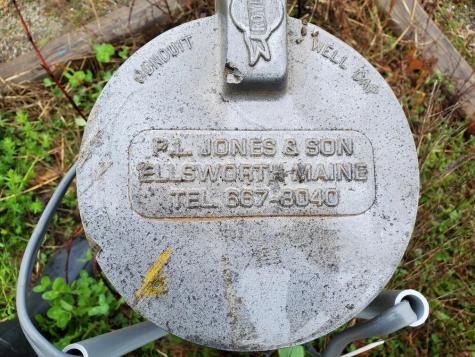 CONDUIT WELL CAP
P.L. JONES & SON
ELLSWORTH MAINE
TEL 667-8040